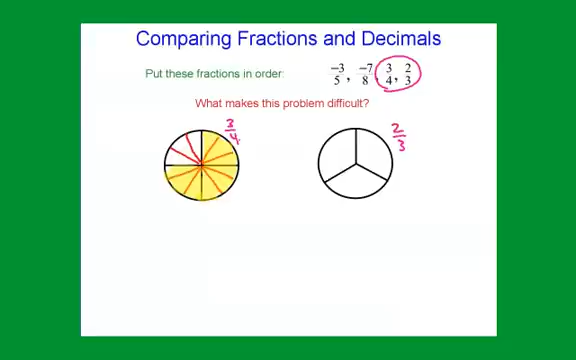 Comparing Fractions and Decimals
Put these fractions in order: -3/5, -7/8, 3/4, 2/3
What makes this problem difficult?
3/4 2/3